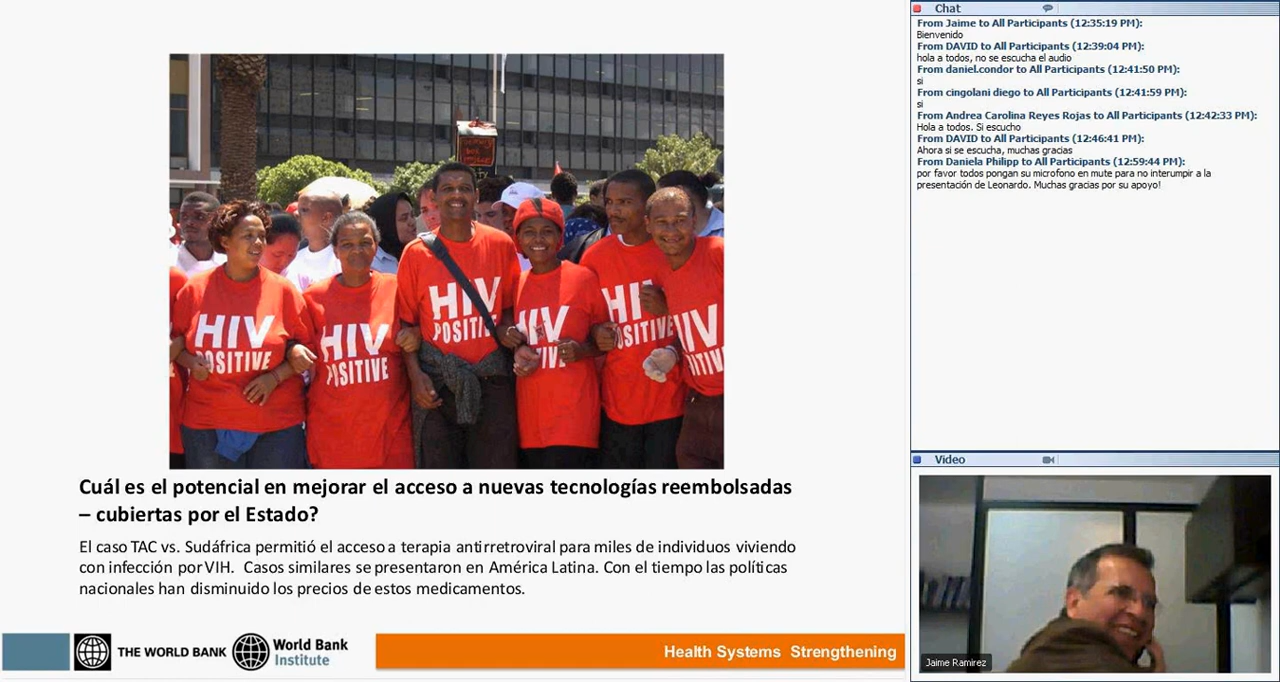 HIV
POSITIVE
HIV
POSITIVE
HIV
POSITIVE
HIV
HIV
POSITIVE
HIV
Cuál es el potencial en mejorar el acceso a nuevas tecnologías reembolsadas
– cubiertas por el Estado?
El caso TAC vs. Sudáfrica permitió el acceso a terapia antirretroviral para miles de individuos viviendo
con infección por VIH. Casos similares se presentaron en América Latina. Con el tiempo las políticas
nacionales han disminuido los precios de estos medicamentos.
THE WORLD BANK
World Bank
Institute
Health Systems Strengthening
Chat
From Jaime to All Participants (12:35:19 PM):
Bienvenido
From DAVID to All Participants (12:39:04 PM):
hola a todos, no se escucha el audio
From daniel.condor to All Participants (12:41:50 PM):
si
From cingolani diego to All Participants (12:41:59 PM):
si
From Andrea Carolina Reyes Rojas to All Participants (12:42:33 PM):
Hola a todos. Si escucho
From DAVID to All Participants (12:46:41 PM):
Ahora si se escucha, muchas gracias
From Daniela Philipp to All Participants (12:59:44 PM):
por favor todos pongan su microfono en mute para no interrumpir a la
presentación de Leonardo. Muchas gracias por su apoyo!
Video
Jaime Ramirez